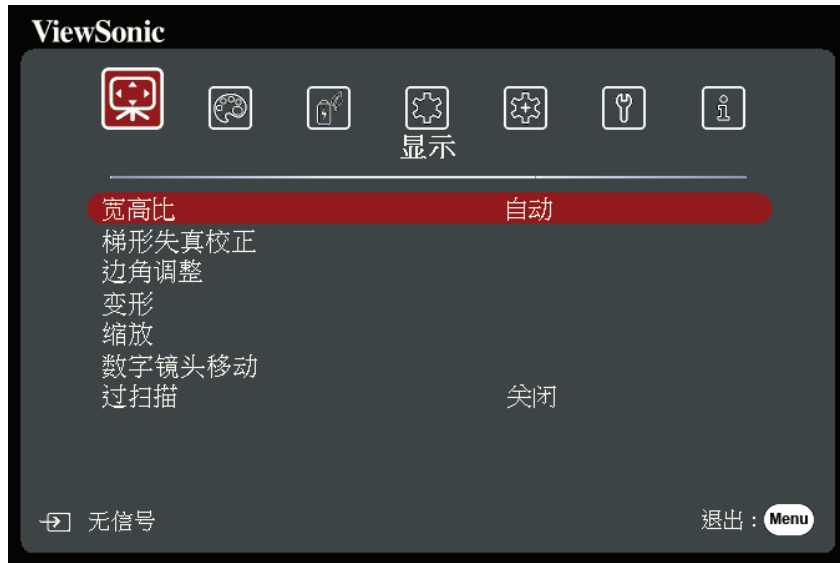 ViewSonic
显示
宽高比 自动
梯形失真校正
边角调整
变形
缩放
数字镜头移动
过扫描 关闭
无信号 退出：Menu